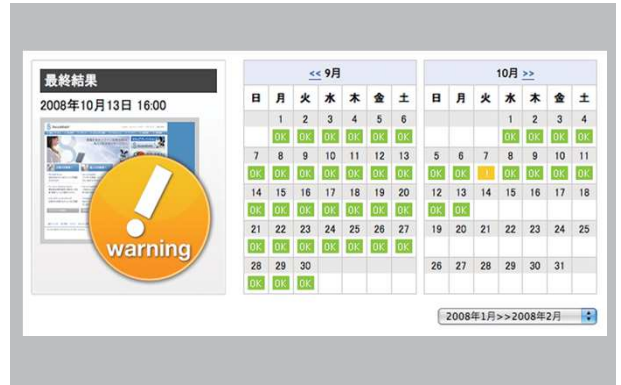 最終結果
2008年10月13日 16:00
warning
<< 9月
日 月 火 水 木 金 土
1 2 3 4 5 6
OK OK OK OK OK OK
7 8 9 10 11 12 13
OK OK OK OK OK OK OK
14 15 16 17 18 19 20
OK OK OK OK OK OK OK
21 22 23 24 25 26 27
OK OK OK OK OK OK OK
28 29 30
OK OK OK
10月 >>
日 月 火 水 木 金 土
1 2 3 4
OK OK OK OK
5 6 7 8 9 10 11
OK OK ! OK OK OK OK
12 13 14 15 16 17 18
OK OK
19 20 21 22 23 24 25
26 27 28 29 30 31
2008年1月>>2008年2月